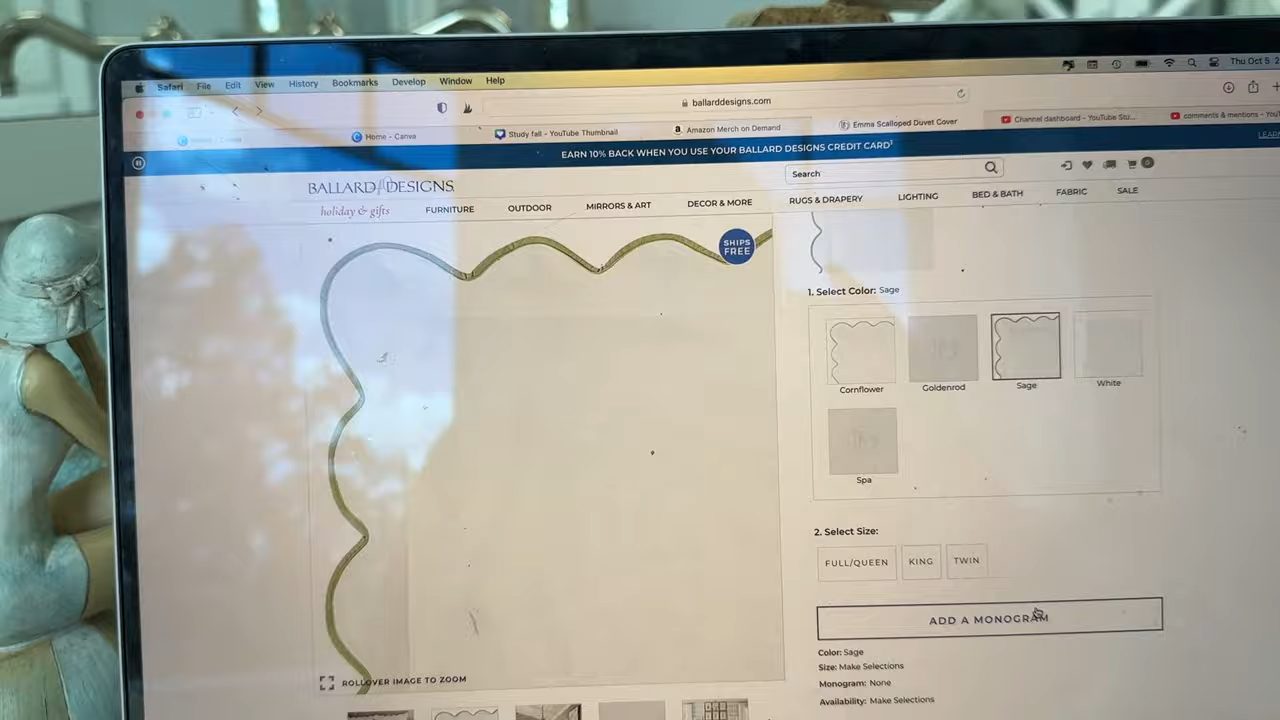 Safari File Edit View History Bookmarks Develop Window Help
Thu Oct 5
ballarddesigns.com
Home - Canva
Study fall - YouTube Thumbnail
Amazon Merch on Demand
Emma Scalloped Duvet Cover
Channel dashboard - YouTube Stu...
comments & mentions - You
EARN 10% BACK WHEN YOU USE YOUR BALLARD DESIGNS CREDIT CARD
LEAR
BALLARD DESIGNS
Search
holiday & gifts FURNITURE OUTDOOR MIRRORS & ART DECOR & MORE RUGS & DRAPERY LIGHTING BED & BATH FABRIC SALE
SHIPS
FREE
1. Select Color: Sage
Cornflower Goldenrod Sage White
Spa
2. Select Size:
FULL/QUEEN KING TWIN
ADD A MONOGRAM
Color: Sage
Size: Make Selections
Monogram: None
Availability: Make Selections
ROLLOVER IMAGE TO ZOOM